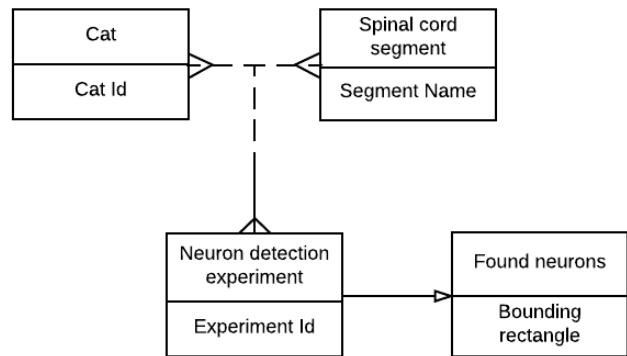 Cat
Cat Id
Spinal cord
segment
Segment Name
Neuron detection
experiment
Experiment Id
Found neurons
Bounding
rectangle